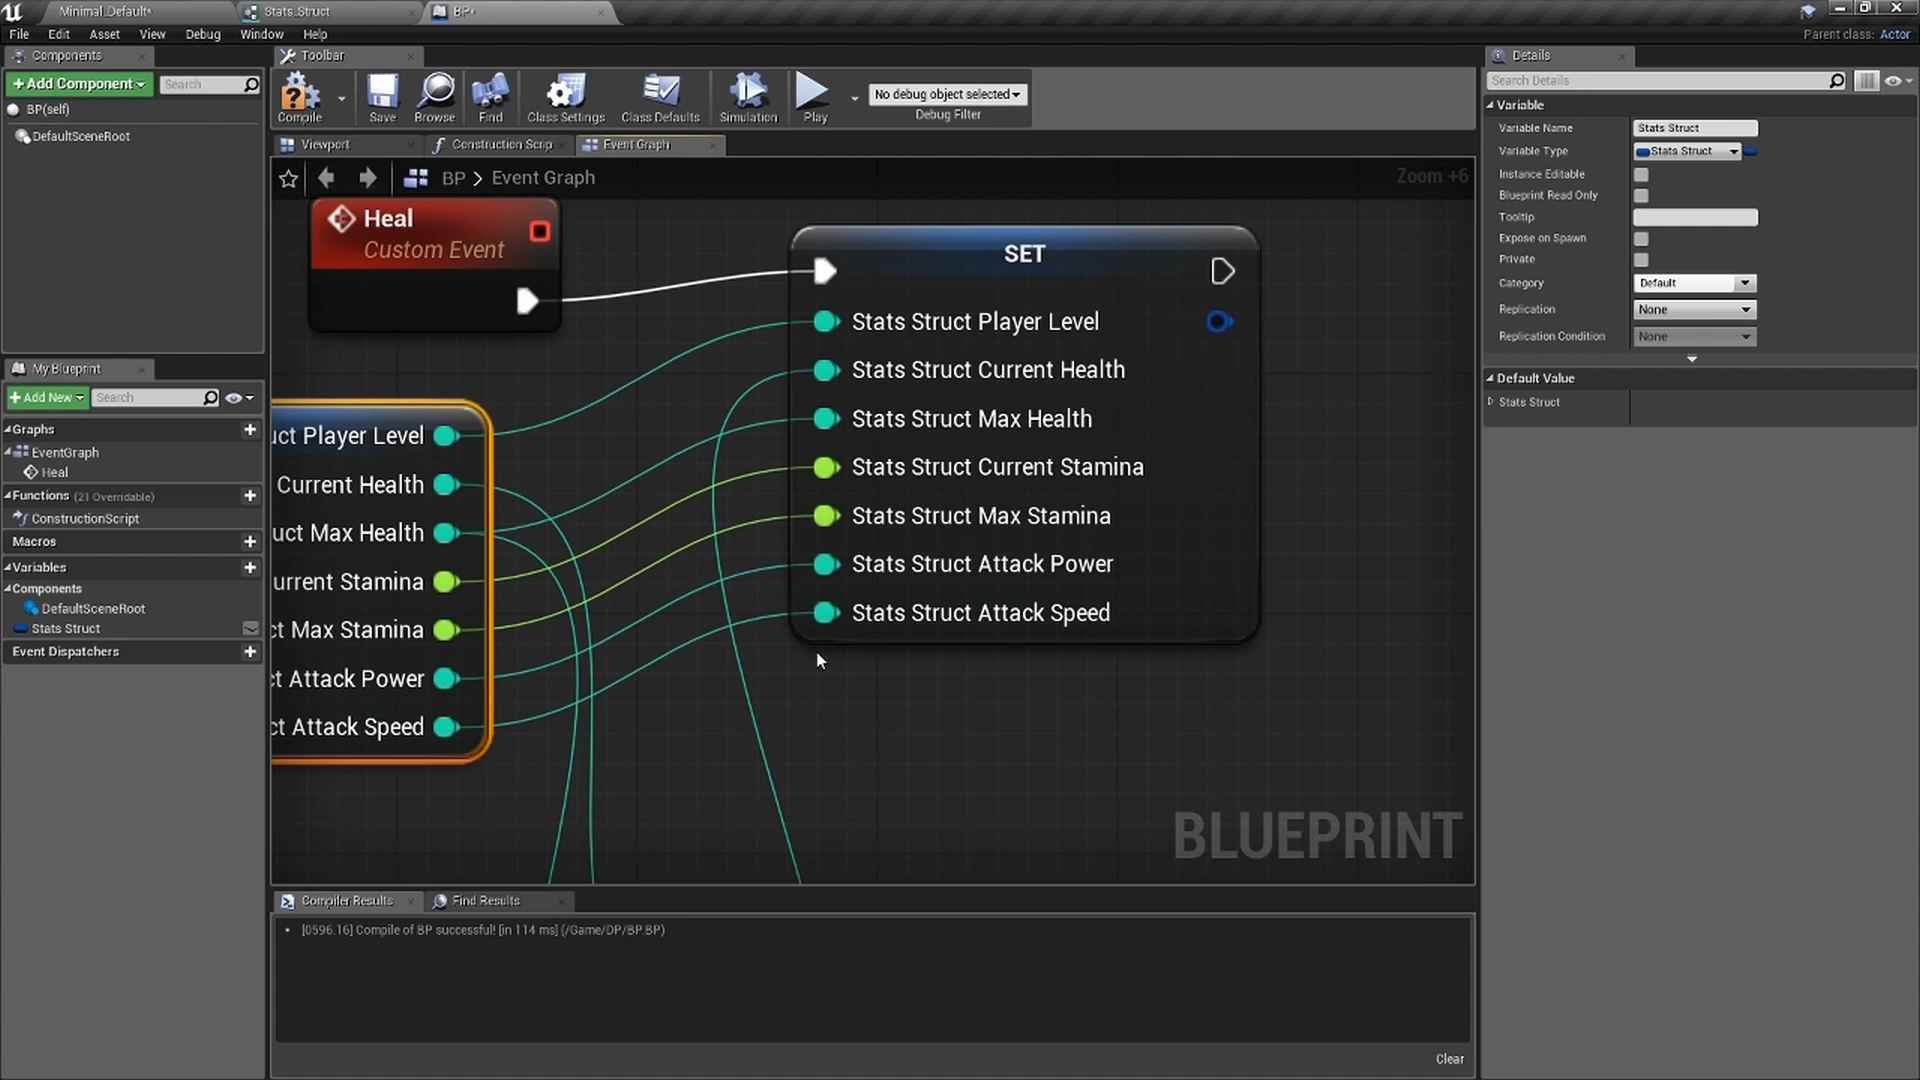 Minimal_Default*
Stats_Struct
BP*
File Edit Asset View Debug Window Help
Parent class: Actor
Components
+Add Component
Search
BP(self)
DefaultSceneRoot
Toolbar
Compile
Save
Browse
Find
Class Settings
Class Defaults
Simulation
Play
No debug object selected
Debug Filter
Viewport
Construction Scrip
Event Graph
BP > Event Graph
Zoom +6
Heal
Custom Event
SET
Stats Struct Player Level
Stats Struct Current Health
Stats Struct Max Health
Stats Struct Current Stamina
Stats Struct Max Stamina
Stats Struct Attack Power
Stats Struct Attack Speed
uct Player Level
Current Health
uct Max Health
urrent Stamina
ct Max Stamina
ct Attack Power
ct Attack Speed
BLUEPRINT
My Blueprint
+Add New
Search
Graphs
EventGraph
Heal
Functions (21 Overridable)
ConstructionScript
Macros
Variables
Components
DefaultSceneRoot
Stats Struct
Event Dispatchers
Compiler Results
Find Results
[0596.16] Compile of BP successful! [in 114 ms] (/Game/DP/BP.BP)
Clear
Details
Search Details
Variable
Variable Name Stats Struct
Variable Type Stats Struct
Instance Editable
Blueprint Read Only
Tooltip
Expose on Spawn
Private
Category Default
Replication None
Replication Condition None
Default Value
Stats Struct